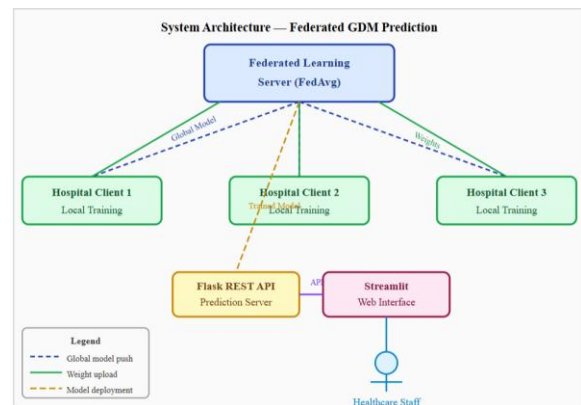 System Architecture — Federated GDM Prediction
Federated Learning
Server (FedAvg)
Global Model
Weights
Hospital Client 1
Local Training
Hospital Client 2
Local Training
Hospital Client 3
Local Training
Trained Model
Flask REST API
Prediction Server
API
Streamlit
Web Interface
Legend
Global model push
Weight upload
Model deployment
Healthcare Staff